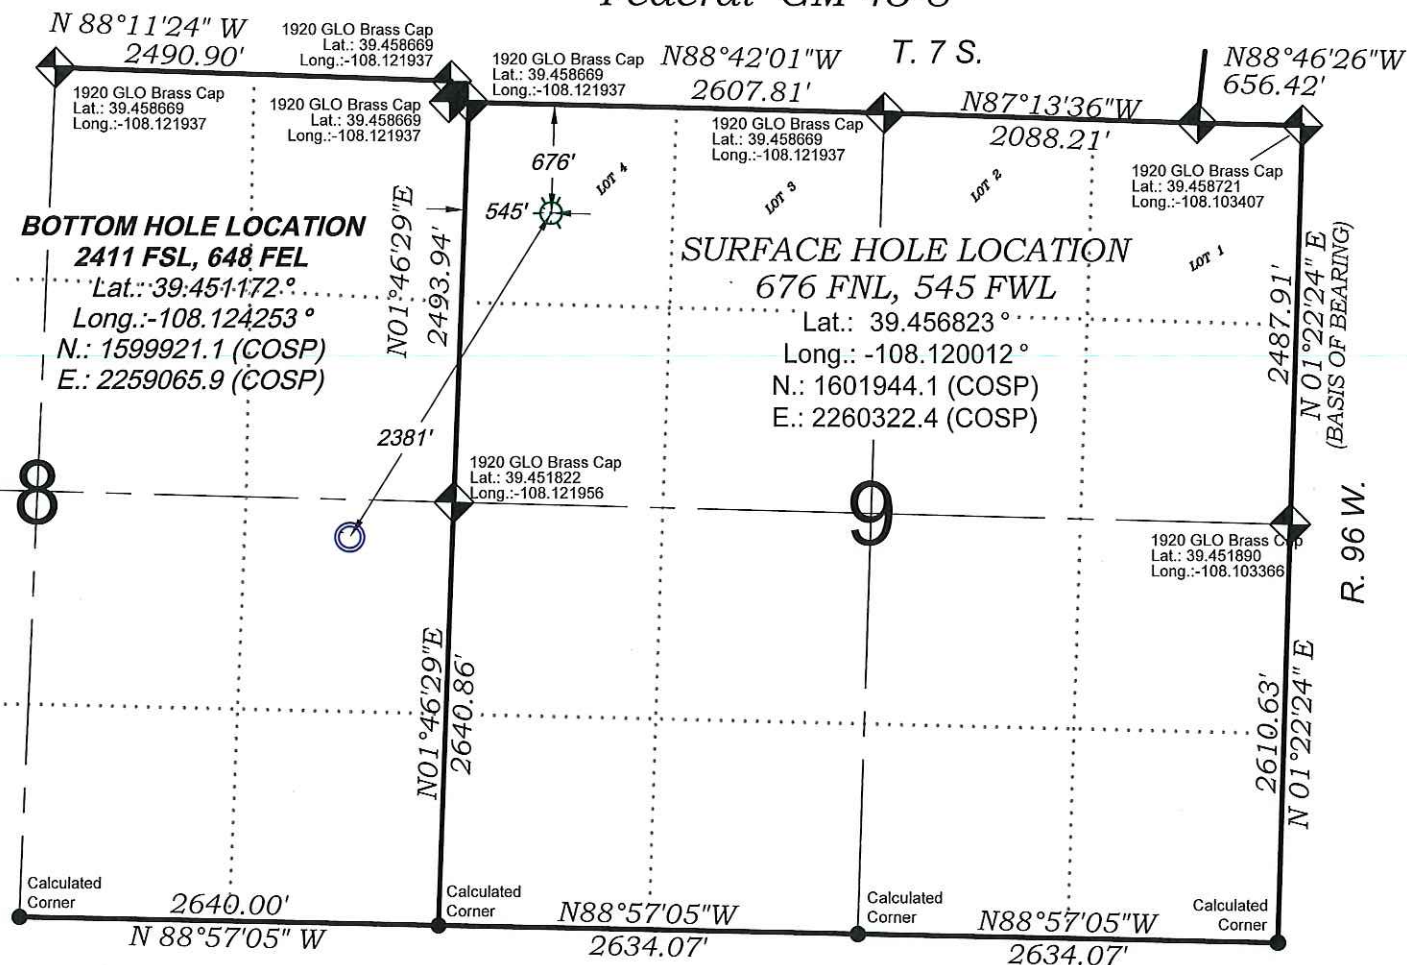 N 88°11'24" W
2490.90'
1920 GLO Brass Cap
Lat.: 39.458669
Long.:-108.121937
1920 GLO Brass Cap
Lat.: 39.458669
Long.:-108.121937
N88°42'01"W
2607.81'
T. 7 S.
N88°46'26"W
656.42'
1920 GLO Brass Cap
Lat.: 39.458669
Long.:-108.121937
1920 GLO Brass Cap
Lat.: 39.458669
Long.:-108.121937
1920 GLO Brass Cap
Lat.: 39.458669
Long.:-108.121937
N87°13'36"W
2088.21'
1920 GLO Brass Cap
Lat.: 39.458721
Long.:-108.103407
676'
545'
LOT 4
LOT 3
LOT 2
LOT 1
BOTTOM HOLE LOCATION
2411 FSL, 648 FEL
Lat.: 39.451172°
Long.:-108.124253°
N.: 1599921.1 (COSP)
E.: 2259065.9 (COSP)
N01°46'29"E
2493.94'
SURFACE HOLE LOCATION
676 FNL, 545 FWL
Lat.: 39.456823°
Long.: -108.120012°
N.: 1601944.1 (COSP)
E.: 2260322.4 (COSP)
2487.91'
N 01°22'24" E
(BASIS OF BEARING)
2381'
1920 GLO Brass Cap
Lat.: 39.451822
Long.:-108.121956
8
9
1920 GLO Brass Cap
Lat.: 39.451890
Long.:-108.103366
R. 96 W.
N01°46'29"E
2640.86'
2610.63'
N 01°22'24" E
Calculated
Corner
2640.00'
N 88°57'05" W
Calculated
Corner
N88°57'05"W
2634.07'
Calculated
Corner
N88°57'05"W
2634.07'
Calculated
Corner